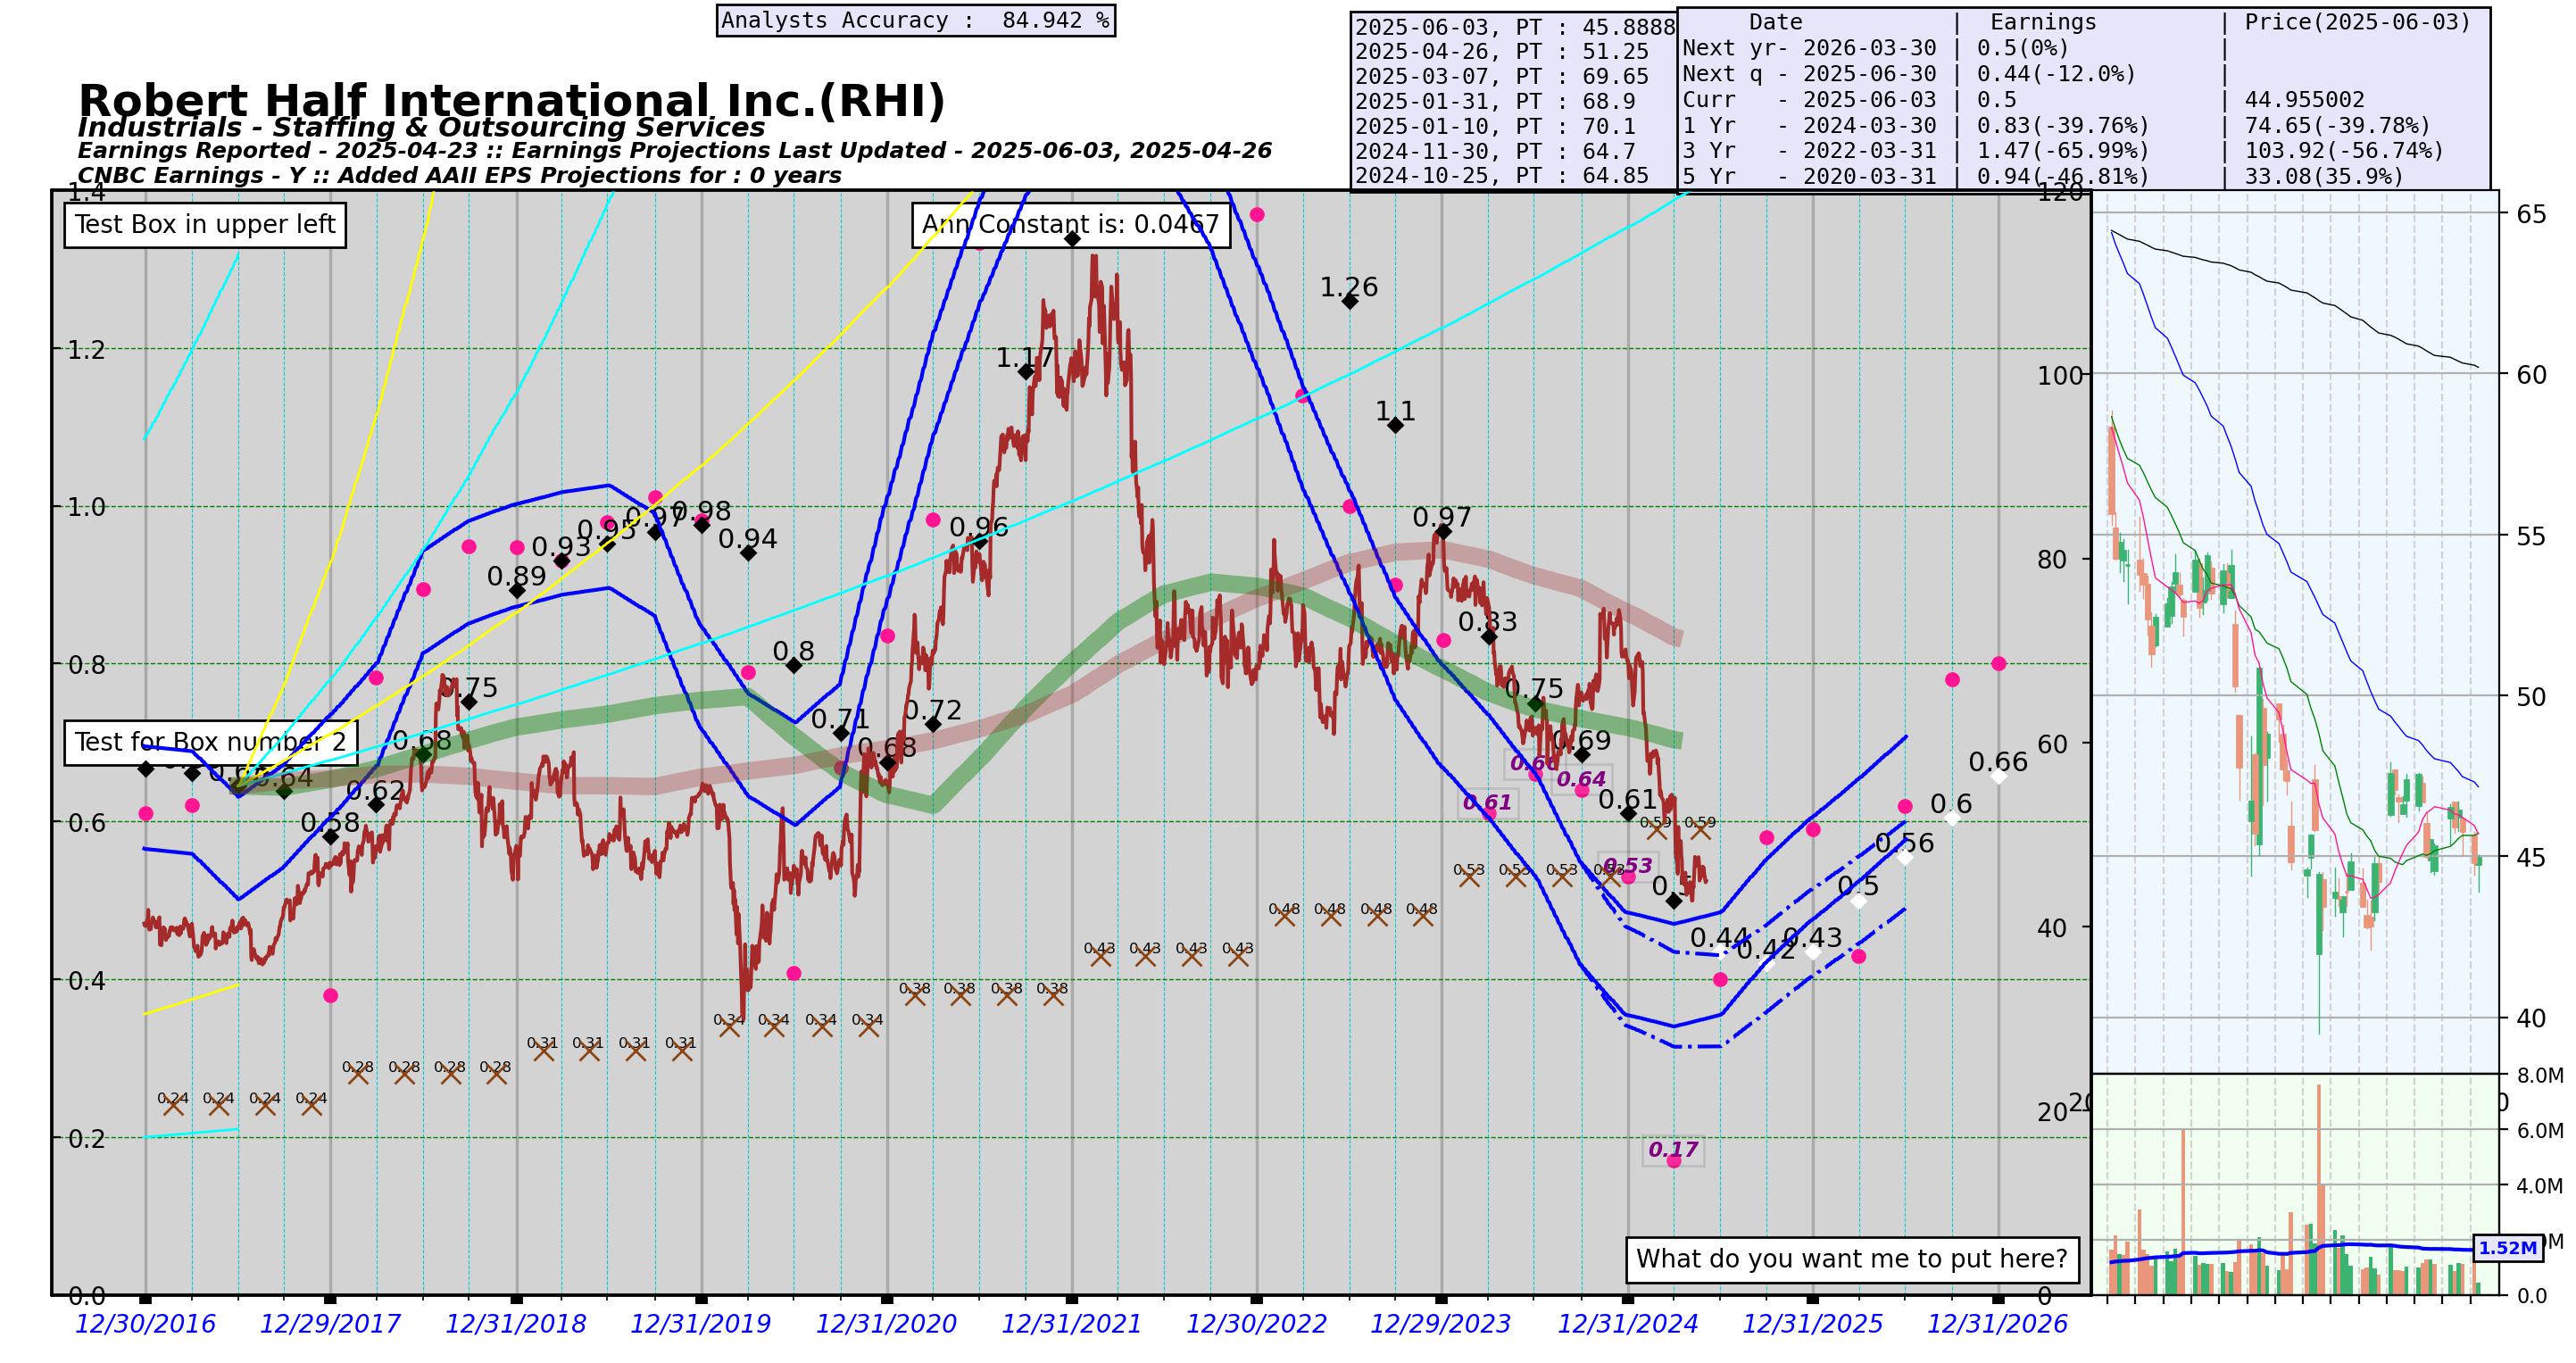 Analysts Accuracy :  84.942 %
2025-06-03, PT : 45.8888
2025-04-26, PT : 51.25
2025-03-07, PT : 69.65
2025-01-31, PT : 68.9
2025-01-10, PT : 70.1
2024-11-30, PT : 64.7
2024-10-25, PT : 64.85
Date | Earnings | Price(2025-06-03)
Next yr- 2026-03-30 | 0.5(0%) |
Next q - 2025-06-30 | 0.44(-12.0%) |
Curr - 2025-06-03 | 0.5 | 44.955002
1 Yr - 2024-03-30 | 0.83(-39.76%) | 74.65(-39.78%)
3 Yr - 2022-03-31 | 1.47(-65.99%) | 103.92(-56.74%)
5 Yr - 2020-03-31 | 0.94(-46.81%) | 33.08(35.9%)
Robert Half International Inc.(RHI)
Industrials - Staffing & Outsourcing Services
Earnings Reported - 2025-04-23 :: Earnings Projections Last Updated - 2025-06-03, 2025-04-26
CNBC Earnings - Y :: Added AAII EPS Projections for : 0 years
Test Box in upper left
Ann Constant is: 0.0467
Test for Box number 2
What do you want me to put here?
1.4
1.2
1.0
0.8
0.6
0.4
0.2
0.0
120
100
80
60
40
20
0
65
60
55
50
45
40
8.0M
6.0M
4.0M
0.0
1.52M
0.64
0.58
0.62
0.68
0.75
0.89
0.93
0.95
0.97
0.98
0.94
0.8
0.71
0.68
0.72
0.96
1.17
1.26
1.1
0.97
0.83
0.75
0.69
0.61
0.5
0.44
0.42
0.43
0.5
0.56
0.6
0.66
0.61
0.66
0.64
0.53
0.17
0.24 0.24 0.24 0.24
0.28 0.28 0.28 0.28
0.31 0.31 0.31 0.31
0.34 0.34 0.34 0.34
0.38 0.38 0.38 0.38
0.43 0.43 0.43 0.43
0.48 0.48 0.48 0.48
0.53 0.53 0.53 0.53
0.59 0.59
12/30/2016 12/29/2017 12/31/2018 12/31/2019 12/31/2020 12/31/2021 12/30/2022 12/29/2023 12/31/2024 12/31/2025 12/31/2026